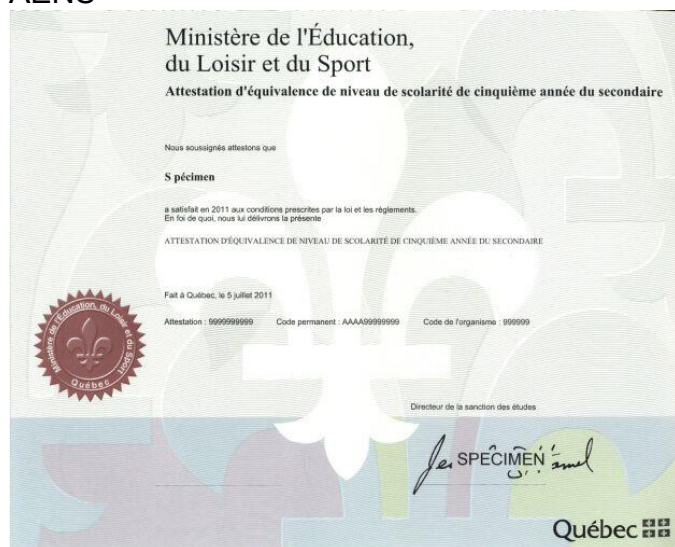 AENS
Ministère de l'Éducation,
du Loisir et du Sport
Attestation d'équivalence de niveau de scolarité de cinquième année du secondaire
Nous soussignés attestons que
S pécimen
a satisfait en 2011 aux conditions prescrites par la loi et les règlements.
En foi de quoi, nous lui délivrons la présente
ATTESTATION D'ÉQUIVALENCE DE NIVEAU DE SCOLARITÉ DE CINQUIÈME ANNÉE DU SECONDAIRE
Fait à Québec, le 5 juillet 2011
Attestation : 9999999999 Code permanent : AAAA99999999 Code de l'organisme : 999999
Ministère de l'Éducation, du Loisir et du Sport
Québec
Directeur de la sanction des études
SPÉCIMEN
Québec